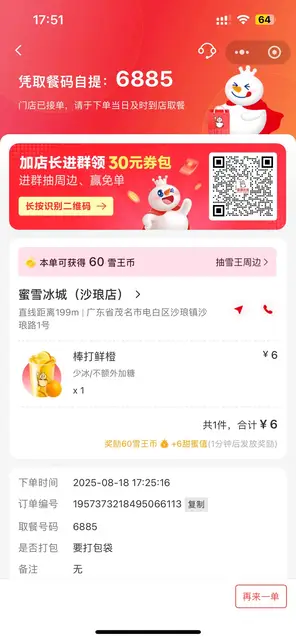 17:51
64
凭取餐码自提：6885
门店已接单，请于下单当日及时到店取餐
加店长进群领 30元券包
进群抽周边、赢免单
长按识别二维码
本单可获得 60 雪王币
抽雪王周边
蜜雪冰城（沙琅店）
直线距离199m | 广东省茂名市电白区沙琅镇沙
琅路1号
棒打鲜橙
¥ 6
少冰/不额外加糖
x 1
共1件，合计 ¥ 6
奖励60雪王币 +6甜蜜值(1分钟后发放奖励)
下单时间 2025-08-18 17:25:16
订单编号 1957373218495066113 复制
取餐号码 6885
是否打包 要打包袋
备注 无
再来一单